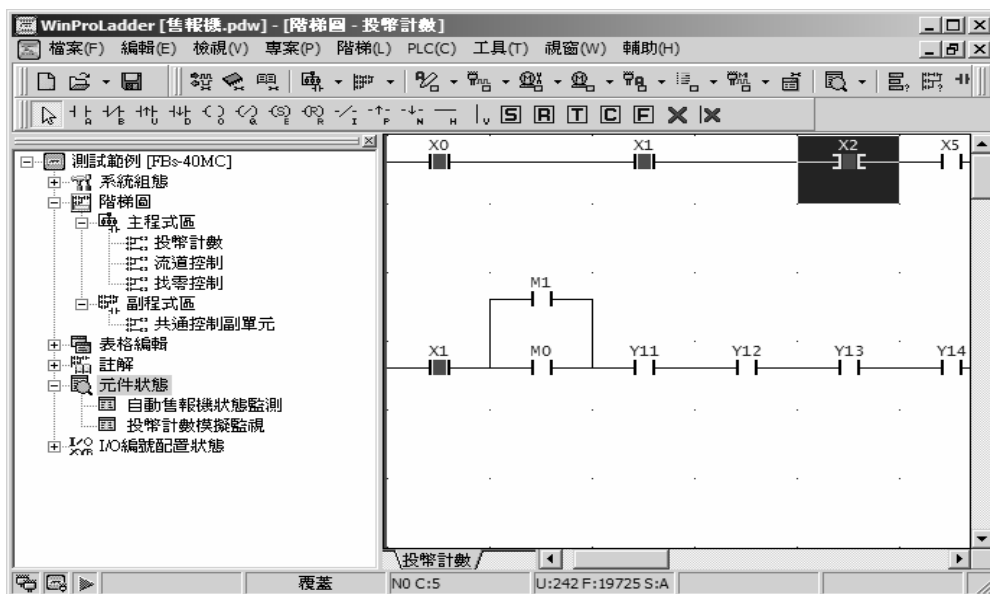 WinProLadder [售報機.pdw] - [階梯圖 - 投幣計數]
檔案(F) 編輯(E) 檢視(V) 專案(P) 階梯(L) PLC(C) 工具(T) 視窗(W) 輔助(H)
A B U D O Q E R I P N H V S R T C F
測試範例 [FBs-40MC]
系統組態
階梯圖
主程式區
投幣計數
流道控制
找零控制
副程式區
共通控制副單元
表格編輯
註解
元件狀態
自動售報機狀態監測
投幣計數模擬監視
I/O編號配置狀態
X0 X1 X2 X5
M1
X1 M0 Y11 Y12 Y13 Y14
投幣計數
覆蓋 N0 C:5 U:242 F:19725 S:A